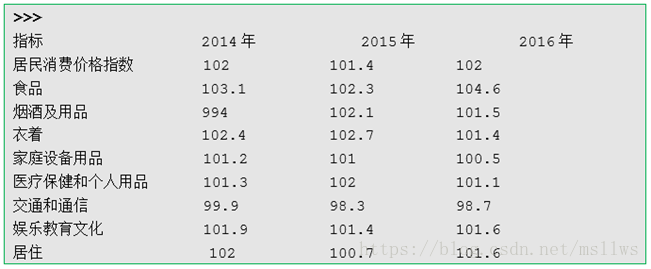 >>>
指标 2014年 2015年 2016年
居民消费价格指数 102 101.4 102
食品 103.1 102.3 104.6
烟酒及用品 994 102.1 101.5
衣着 102.4 102.7 101.4
家庭设备用品 101.2 101 100.5
医疗保健和个人用品 101.3 102 101.1
交通和通信 99.9 98.3 98.7
娱乐教育文化 101.9 101.4 101.6
居住 102 100.7 101.6
https://blog.csdn.net/msllws